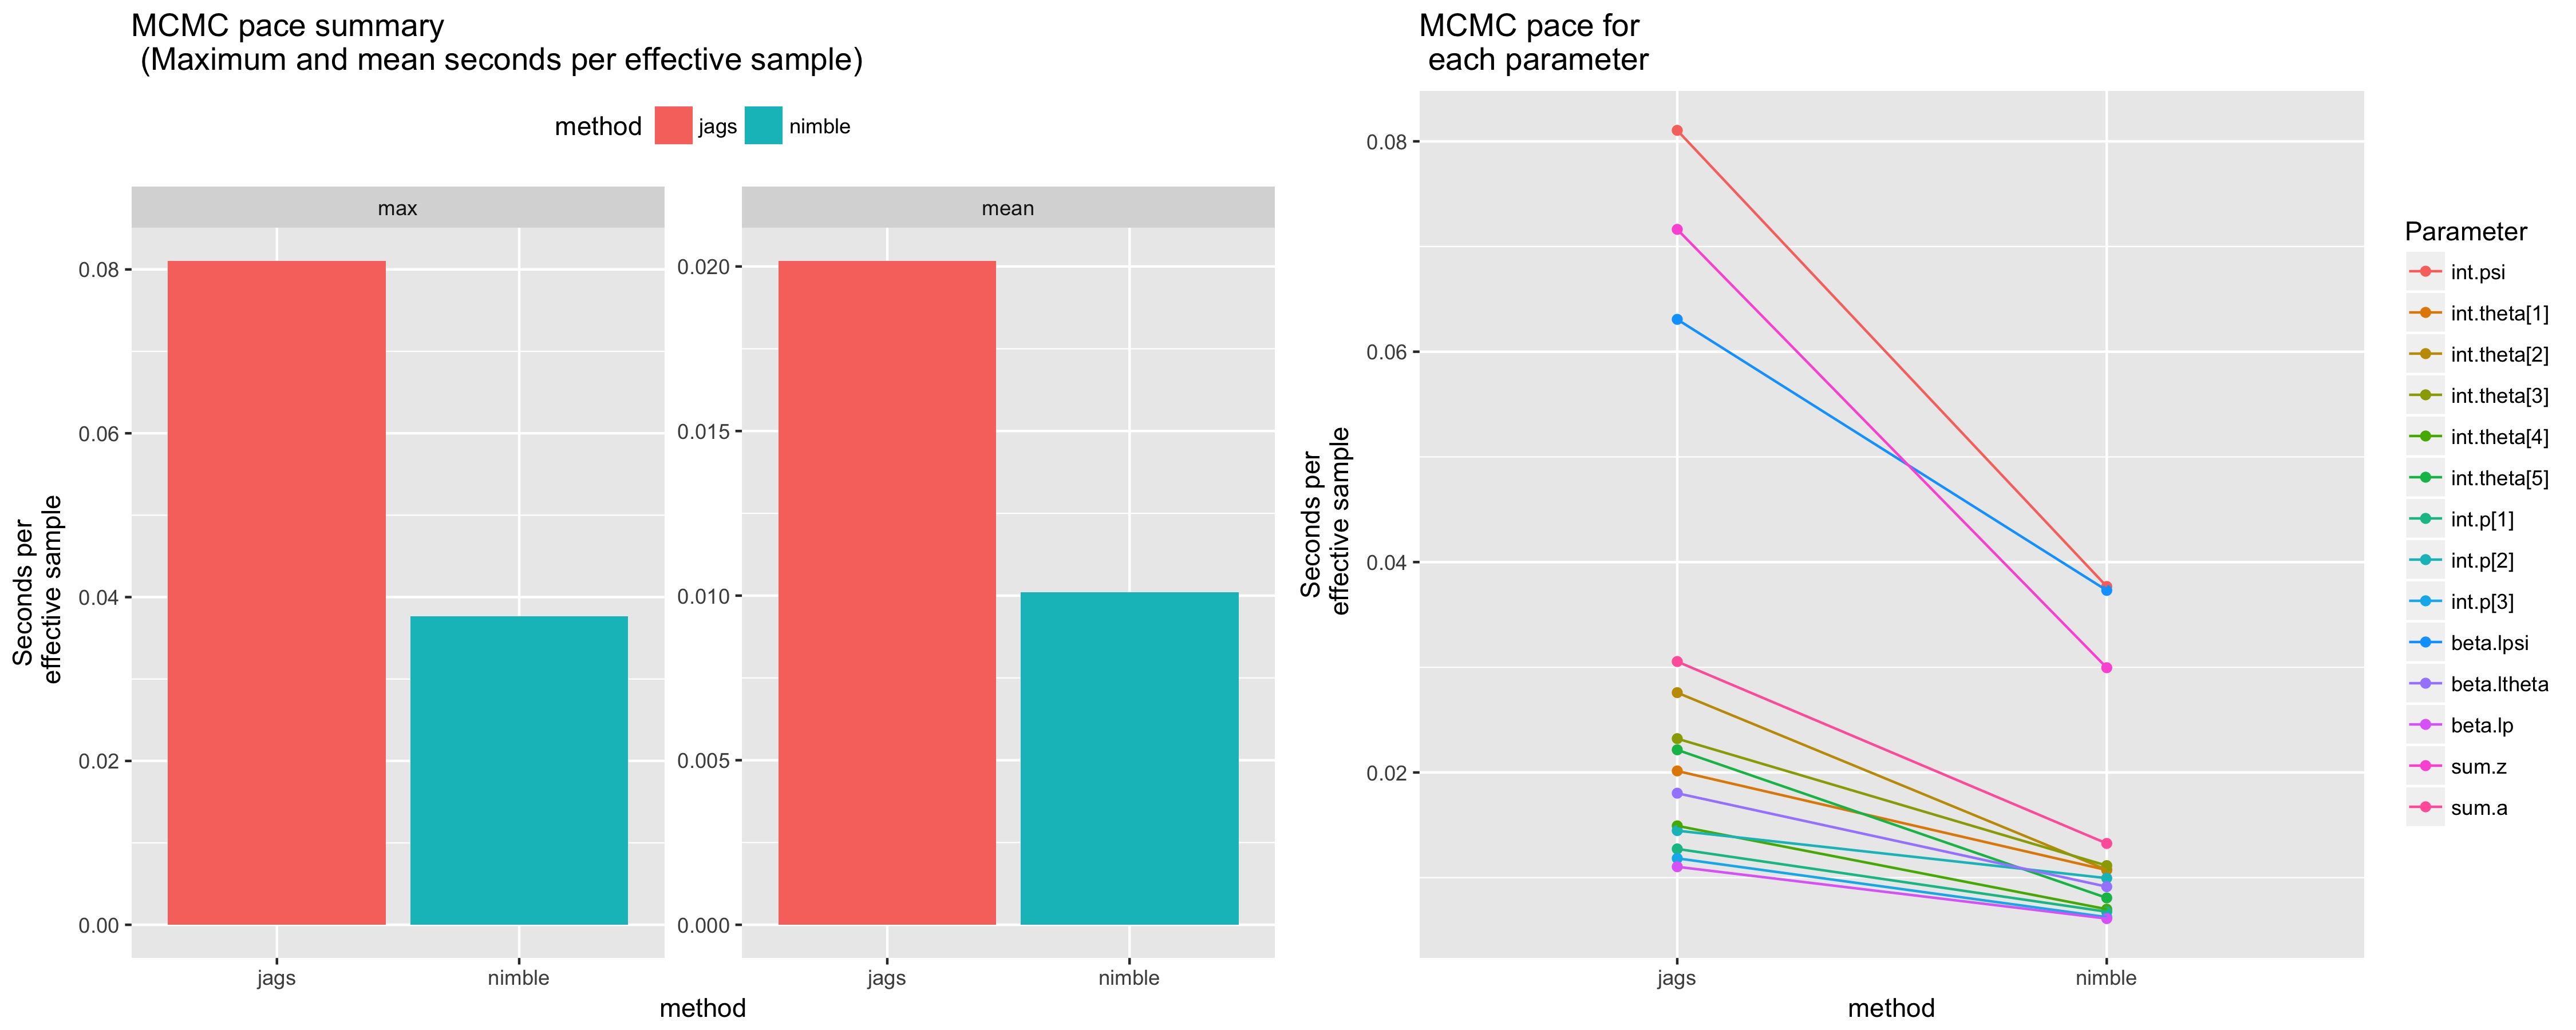 MCMC pace summary
(Maximum and mean seconds per effective sample)
method jags nimble
max
mean
Seconds per
effective sample
0.08
0.06
0.04
0.02
0.00
0.020
0.015
0.010
0.005
0.000
jags nimble
jags nimble
method
MCMC pace for
each parameter
Seconds per
effective sample
0.08
0.06
0.04
0.02
jags nimble
method
Parameter
int.psi
int.theta[1]
int.theta[2]
int.theta[3]
int.theta[4]
int.theta[5]
int.p[1]
int.p[2]
int.p[3]
beta.lpsi
beta.ltheta
beta.lp
sum.z
sum.a